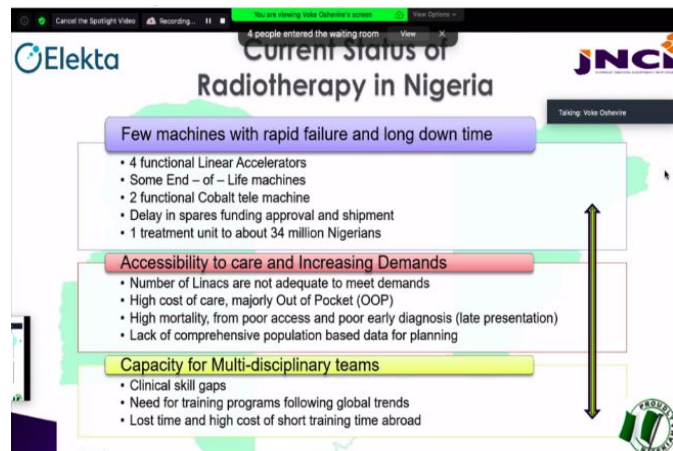 Cancel the Spotlight Video
Recording...
You are viewing Voke Oshevire's screen
View Options
4 people entered the waiting room
View
X
Elekta
Current Status of
Radiotherapy in Nigeria
JNCI
Talking: Voke Oshevire
Few machines with rapid failure and long down time
• 4 functional Linear Accelerators
• Some End – of – Life machines
• 2 functional Cobalt tele machine
• Delay in spares funding approval and shipment
• 1 treatment unit to about 34 million Nigerians
Accessibility to care and Increasing Demands
• Number of Linacs are not adequate to meet demands
• High cost of care, majorly Out of Pocket (OOP)
• High mortality, from poor access and poor early diagnosis (late presentation)
• Lack of comprehensive population based data for planning
Capacity for Multi-disciplinary teams
• Clinical skill gaps
• Need for training programs following global trends
• Lost time and high cost of short training time abroad
PROUDLY